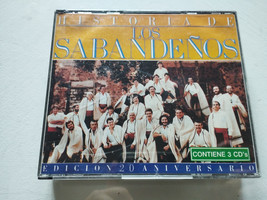 HISTORIA DE
LOS
SABANDEÑOS
CONTIENE 3 CD's
EDICION 20 ANIVERSARIO